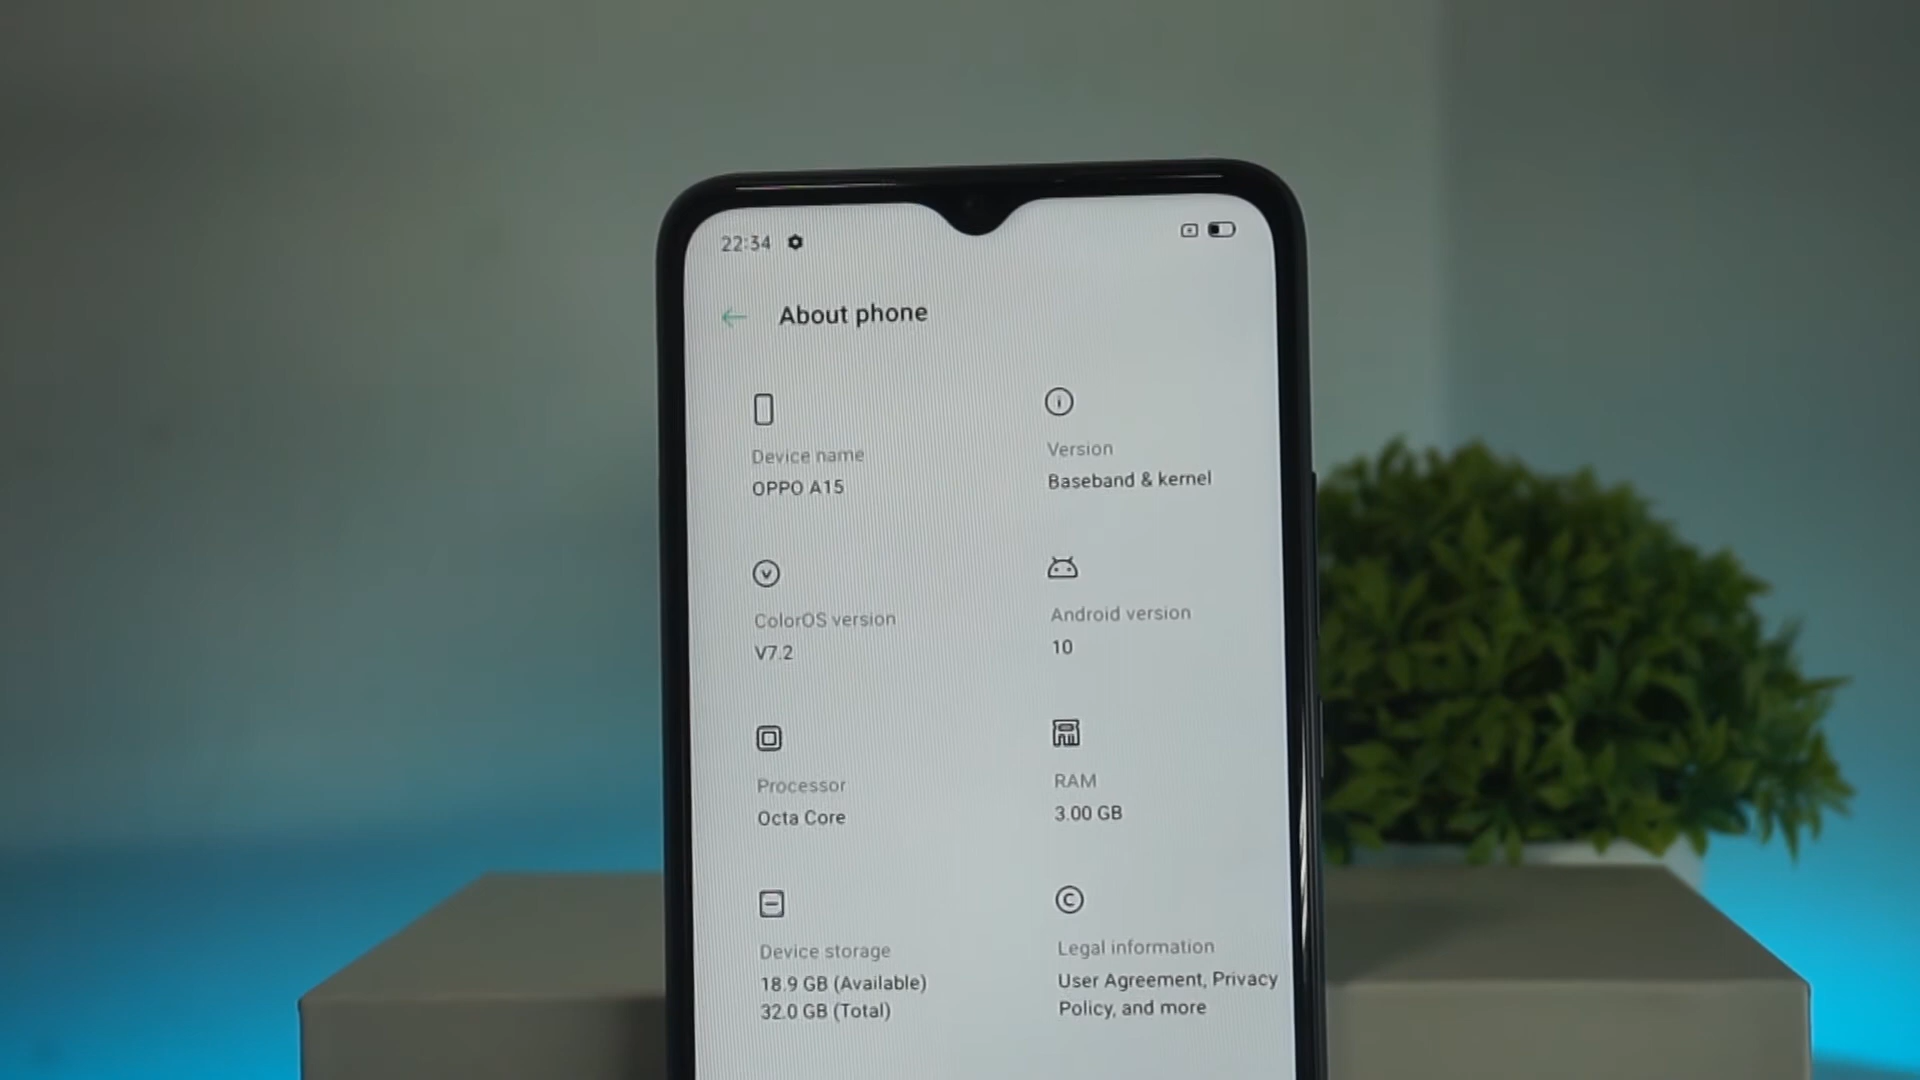 22:34
About phone
Device name
OPPO A15
Version
Baseband & kernel
ColorOS version
V7.2
Android version
10
Processor
Octa Core
RAM
3.00 GB
Device storage
18.9 GB (Available)
32.0 GB (Total)
Legal information
User Agreement, Privacy
Policy, and more